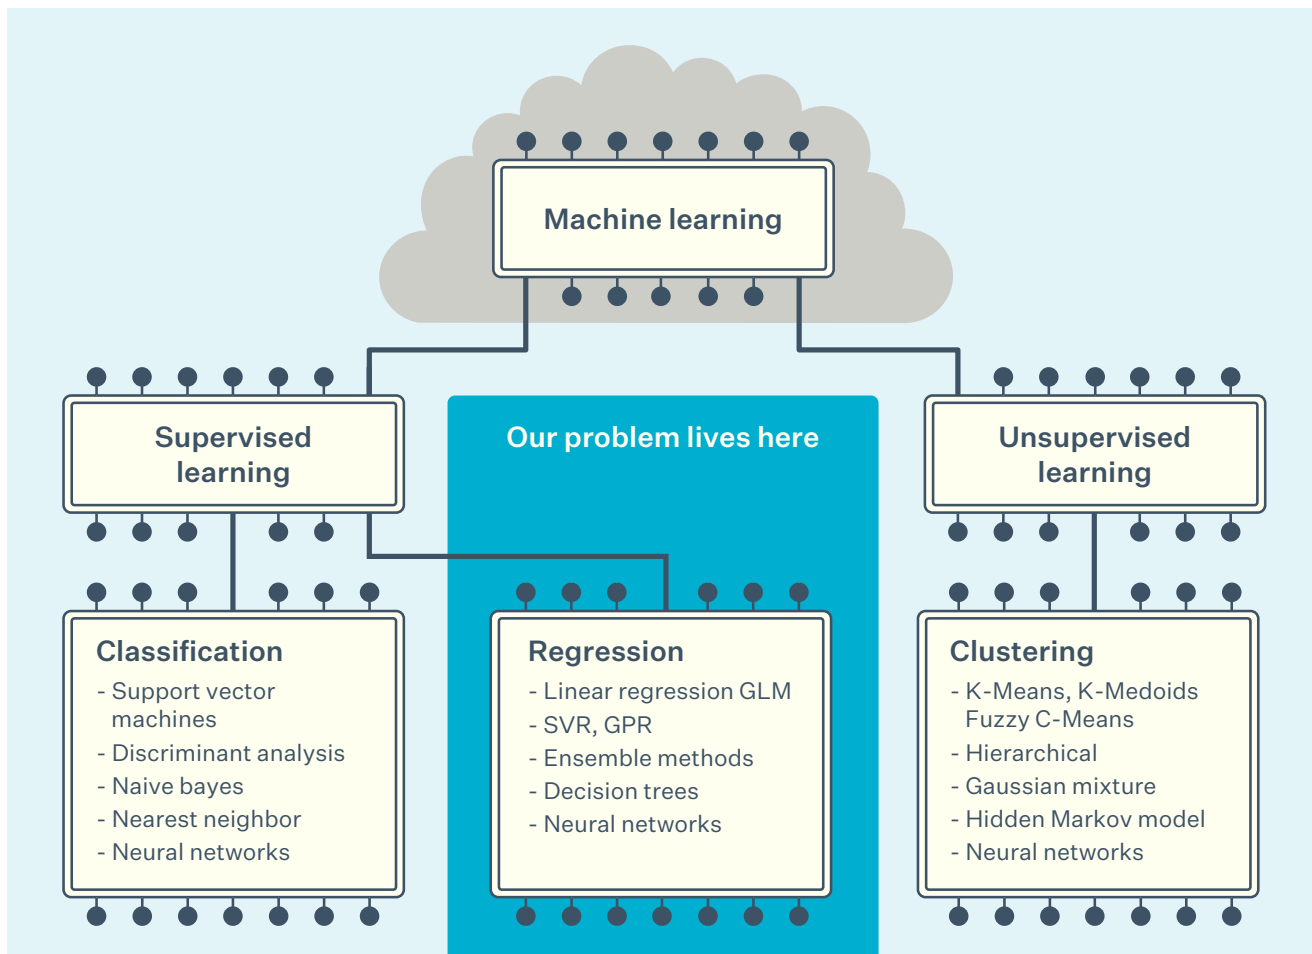 Machine learning
Supervised
learning
Our problem lives here
Unsupervised
learning
Classification
- Support vector
machines
- Discriminant analysis
- Naive bayes
- Nearest neighbor
- Neural networks
Regression
- Linear regression GLM
- SVR, GPR
- Ensemble methods
- Decision trees
- Neural networks
Clustering
- K-Means, K-Medoids
Fuzzy C-Means
- Hierarchical
- Gaussian mixture
- Hidden Markov model
- Neural networks